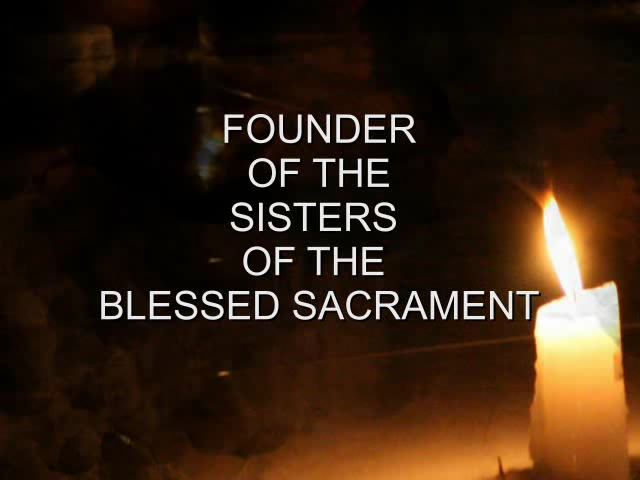 FOUNDER
OF THE
SISTERS
OF THE
BLESSED SACRAMENT